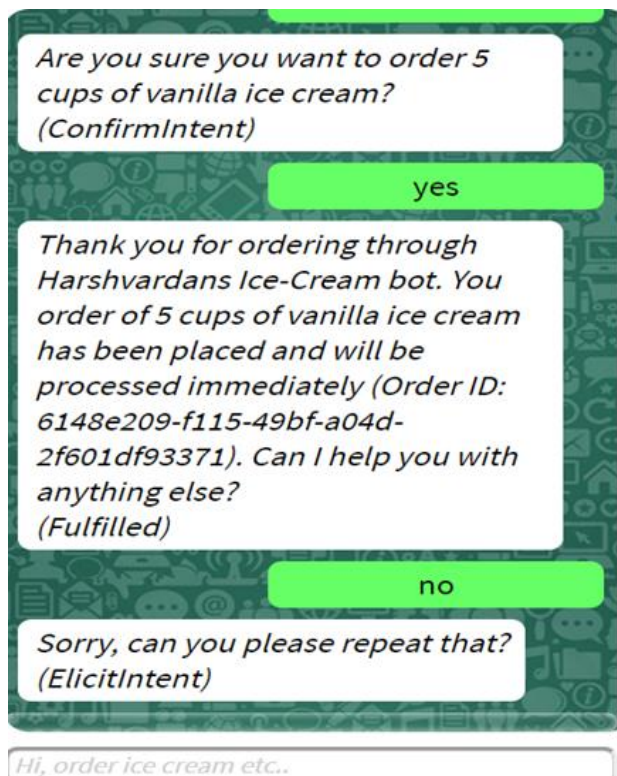 Are you sure you want to order 5
cups of vanilla ice cream?
(ConfirmIntent)
yes
Thank you for ordering through
Harshvardans Ice-Cream bot. You
order of 5 cups of vanilla ice cream
has been placed and will be
processed immediately (Order ID:
6148e209-f115-49bf-a04d-
2f601df93371). Can I help you with
anything else?
(Fulfilled)
no
Sorry, can you please repeat that?
(ElicitIntent)
Hi, order ice cream etc..